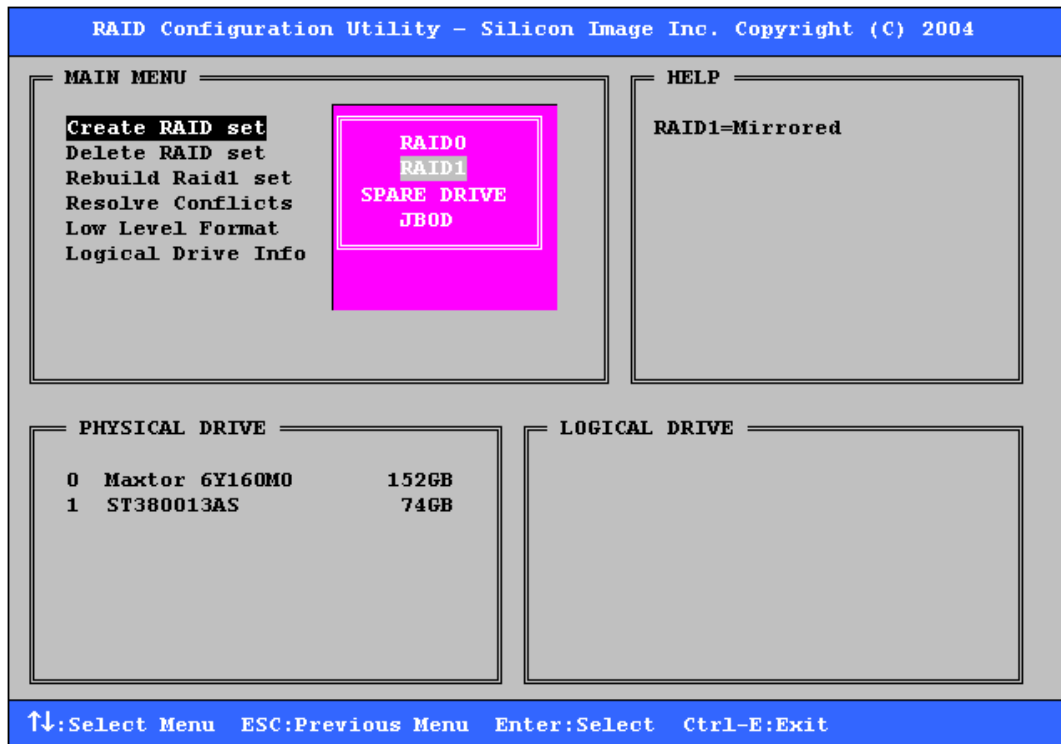 RAID Configuration Utility – Silicon Image Inc. Copyright (C) 2004
MAIN MENU
Create RAID set
Delete RAID set
Rebuild Raid1 set
Resolve Conflicts
Low Level Format
Logical Drive Info
RAID0
RAID1
SPARE DRIVE
JBOD
HELP
RAID1=Mirrored
PHYSICAL DRIVE
0 Maxtor 6Y160M0 152GB
1 ST380013AS 74GB
LOGICAL DRIVE
↑↓:Select Menu ESC:Previous Menu Enter:Select Ctrl-E:Exit